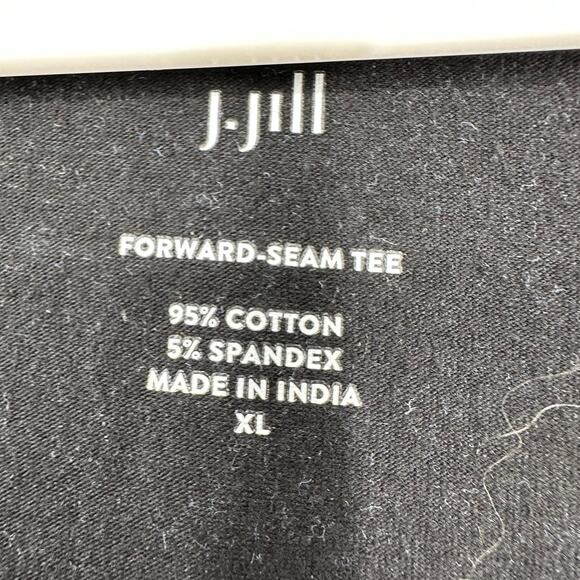 J.Jill
FORWARD-SEAM TEE
95% COTTON
5% SPANDEX
MADE IN INDIA
XL